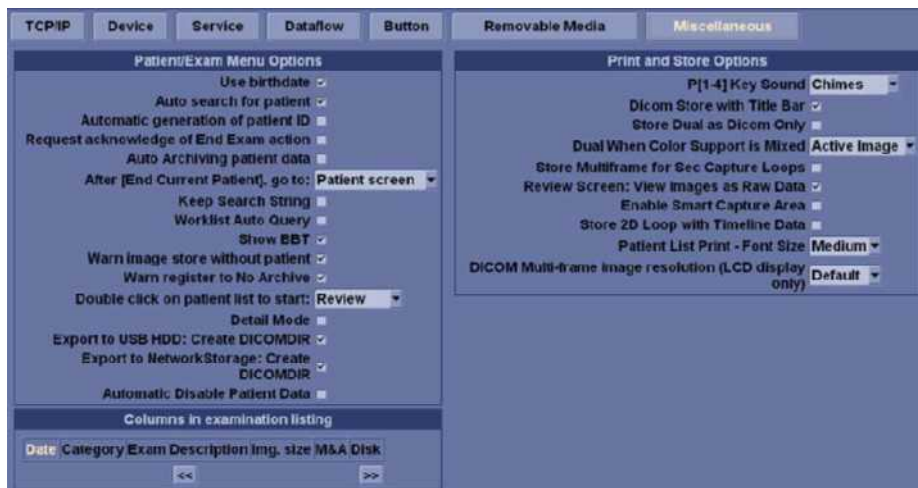 TCP/IP Device Service Dataflow Button Removable Media Miscellaneous
Patient/Exam Menu Options
Use birthdate
Auto search for patient
Automatic generation of patient ID
Request acknowledge of End Exam action
Auto Archiving patient data
After [End Current Patient], go to: Patient screen
Keep Search String
Worklist Auto Query
Show BBT
Warn image store without patient
Warn register to No Archive
Double click on patient list to start: Review
Detail Mode
Export to USB HDD: Create DICOMDIR
Export to NetworkStorage: Create
DICOMDIR
Automatic Disable Patient Data
Columns in examination listing
Date Category Exam Description Img. size M&A Disk
<< >>
Print and Store Options
P[1-4] Key Sound Chimes
Dicom Store with Title Bar
Store Dual as Dicom Only
Dual When Color Support is Mixed Active Image
Store Multiframe for Sec Capture Loops
Review Screen: View Images as Raw Data
Enable Smart Capture Area
Store 2D Loop with Timeline Data
Patient List Print - Font Size Medium
DICOM Multi-frame image resolution (LCD display
only) Default